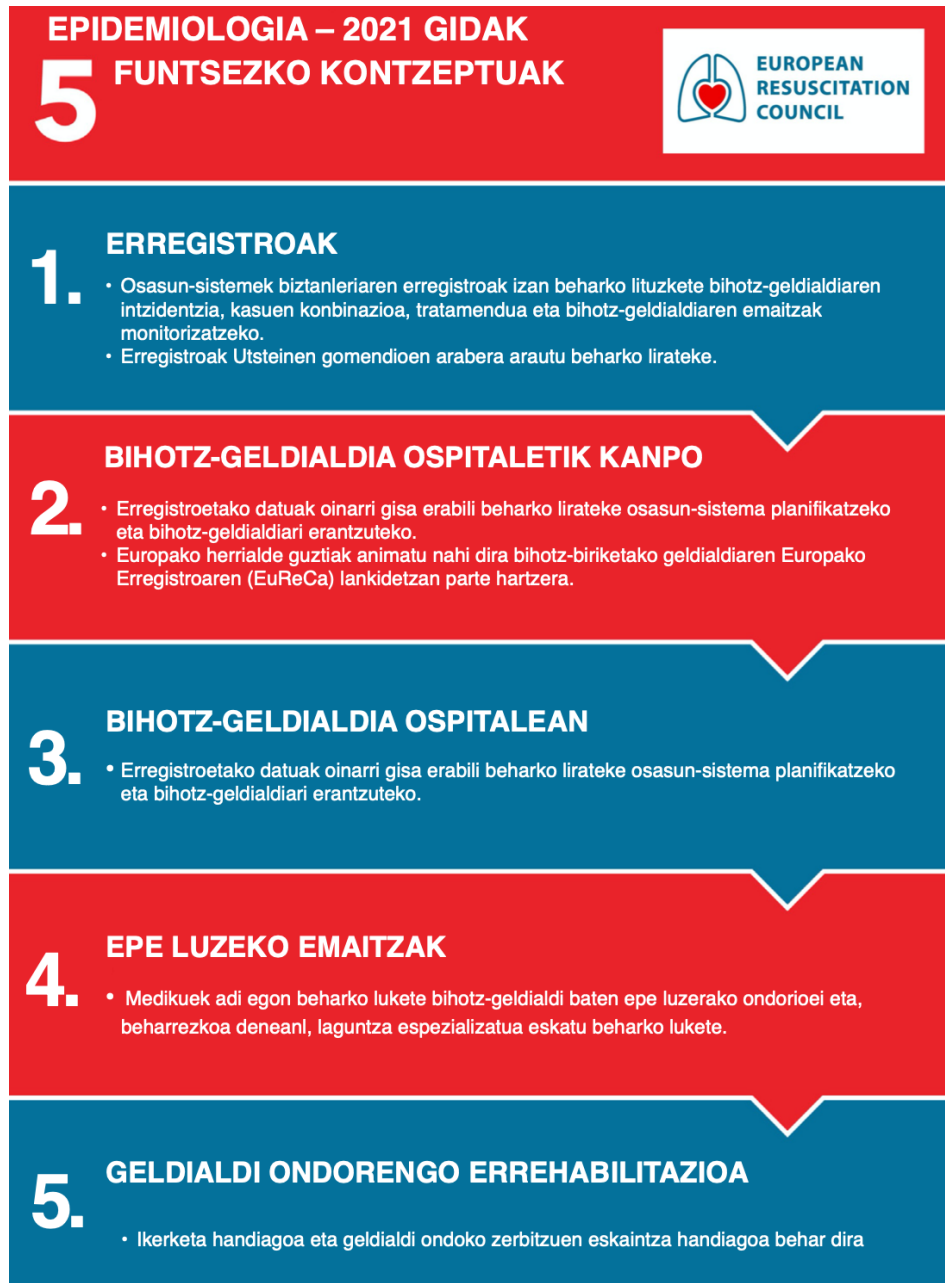 EPIDEMIOLOGIA – 2021 GIDAK
5 FUNTSEZKO KONTZEPTUAK
EUROPEAN
RESUSCITATION
COUNCIL
1. ERREGISTROAK
• Osasun-sistemek biztanleriaren erregistroak izan beharko lituzkete bihotz-geldialdiaren
intzidentzia, kasuen konbinazioa, tratamendua eta bihotz-geldialdiaren emaitzak
monitorizatzeko.
• Erregistroak Utsteinen gomendioen arabera arautu beharko lirateke.
2. BIHOTZ-GELDIALDIA OSPITALETIK KANPO
• Erregistroetako datuak oinarri gisa erabili beharko lirateke osasun-sistema planifikatzeko
eta bihotz-geldialdiari erantzuteko.
• Europako herrialde guztiak animatu nahi dira bihotz-biriketako geldialdiaren Europako
Erregistroaren (EuReCa) lankidetzan parte hartzera.
3. BIHOTZ-GELDIALDIA OSPITALEAN
• Erregistroetako datuak oinarri gisa erabili beharko lirateke osasun-sistema planifikatzeko
eta bihotz-geldialdiari erantzuteko.
4. EPE LUZEKO EMAITZAK
• Medikuek adi egon beharko lukete bihotz-geldialdi baten epe luzerako ondorioei eta,
beharrezkoa deneanl, laguntza espezializatua eskatu beharko lukete.
5. GELDIALDI ONDORENGO ERREHABILITAZIOA
• Ikerketa handiagoa eta geldialdi ondoko zerbitzuen eskaintza handiagoa behar dira